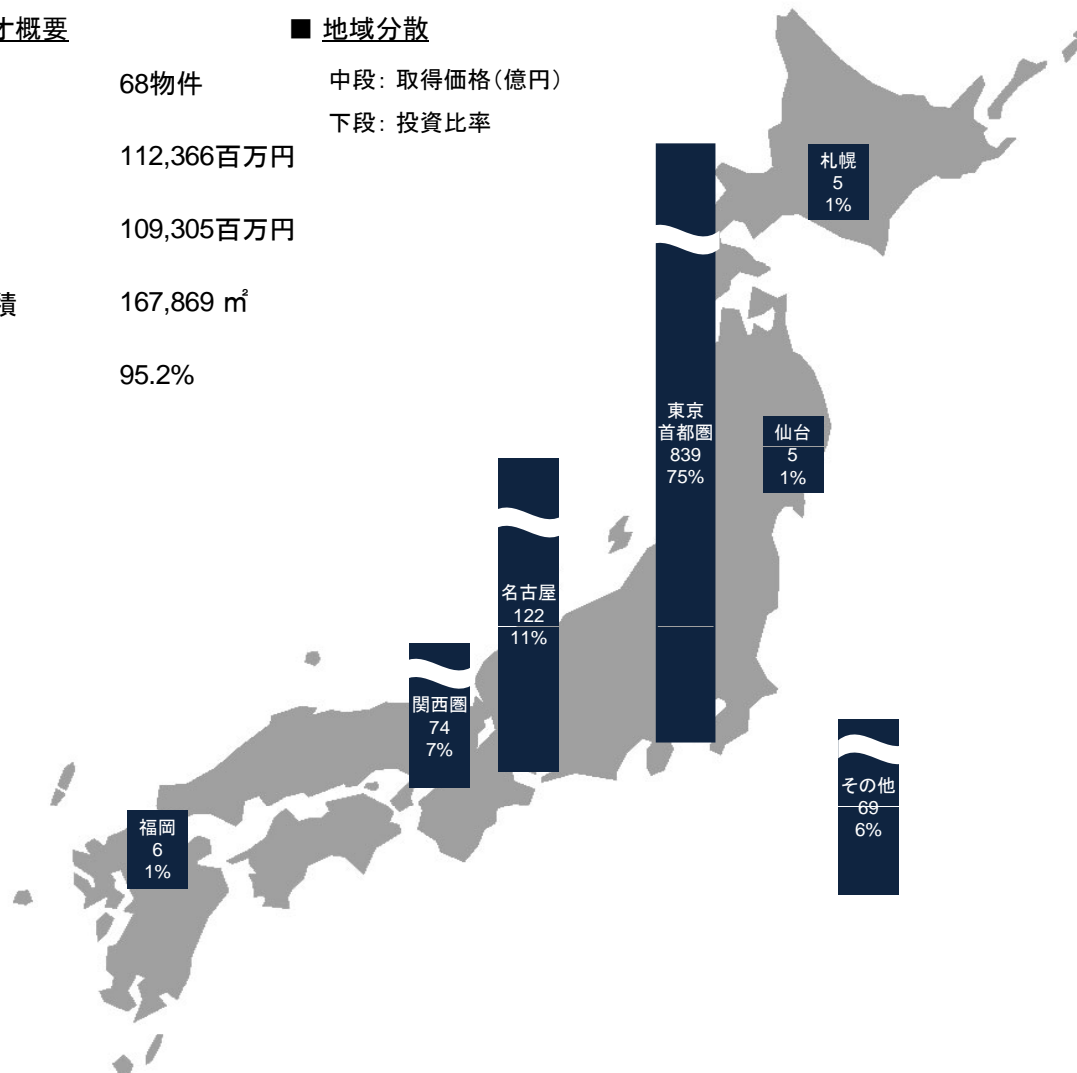 オ概要
68物件
112,366百万円
109,305百万円
積
167,869 ㎡
95.2%
■ 地域分散
中段: 取得価格(億円)
下段: 投資比率
札幌
5
1%
東京
首都圏
839
75%
仙台
5
1%
名古屋
122
11%
関西圏
74
7%
その他
69
6%
福岡
6
1%